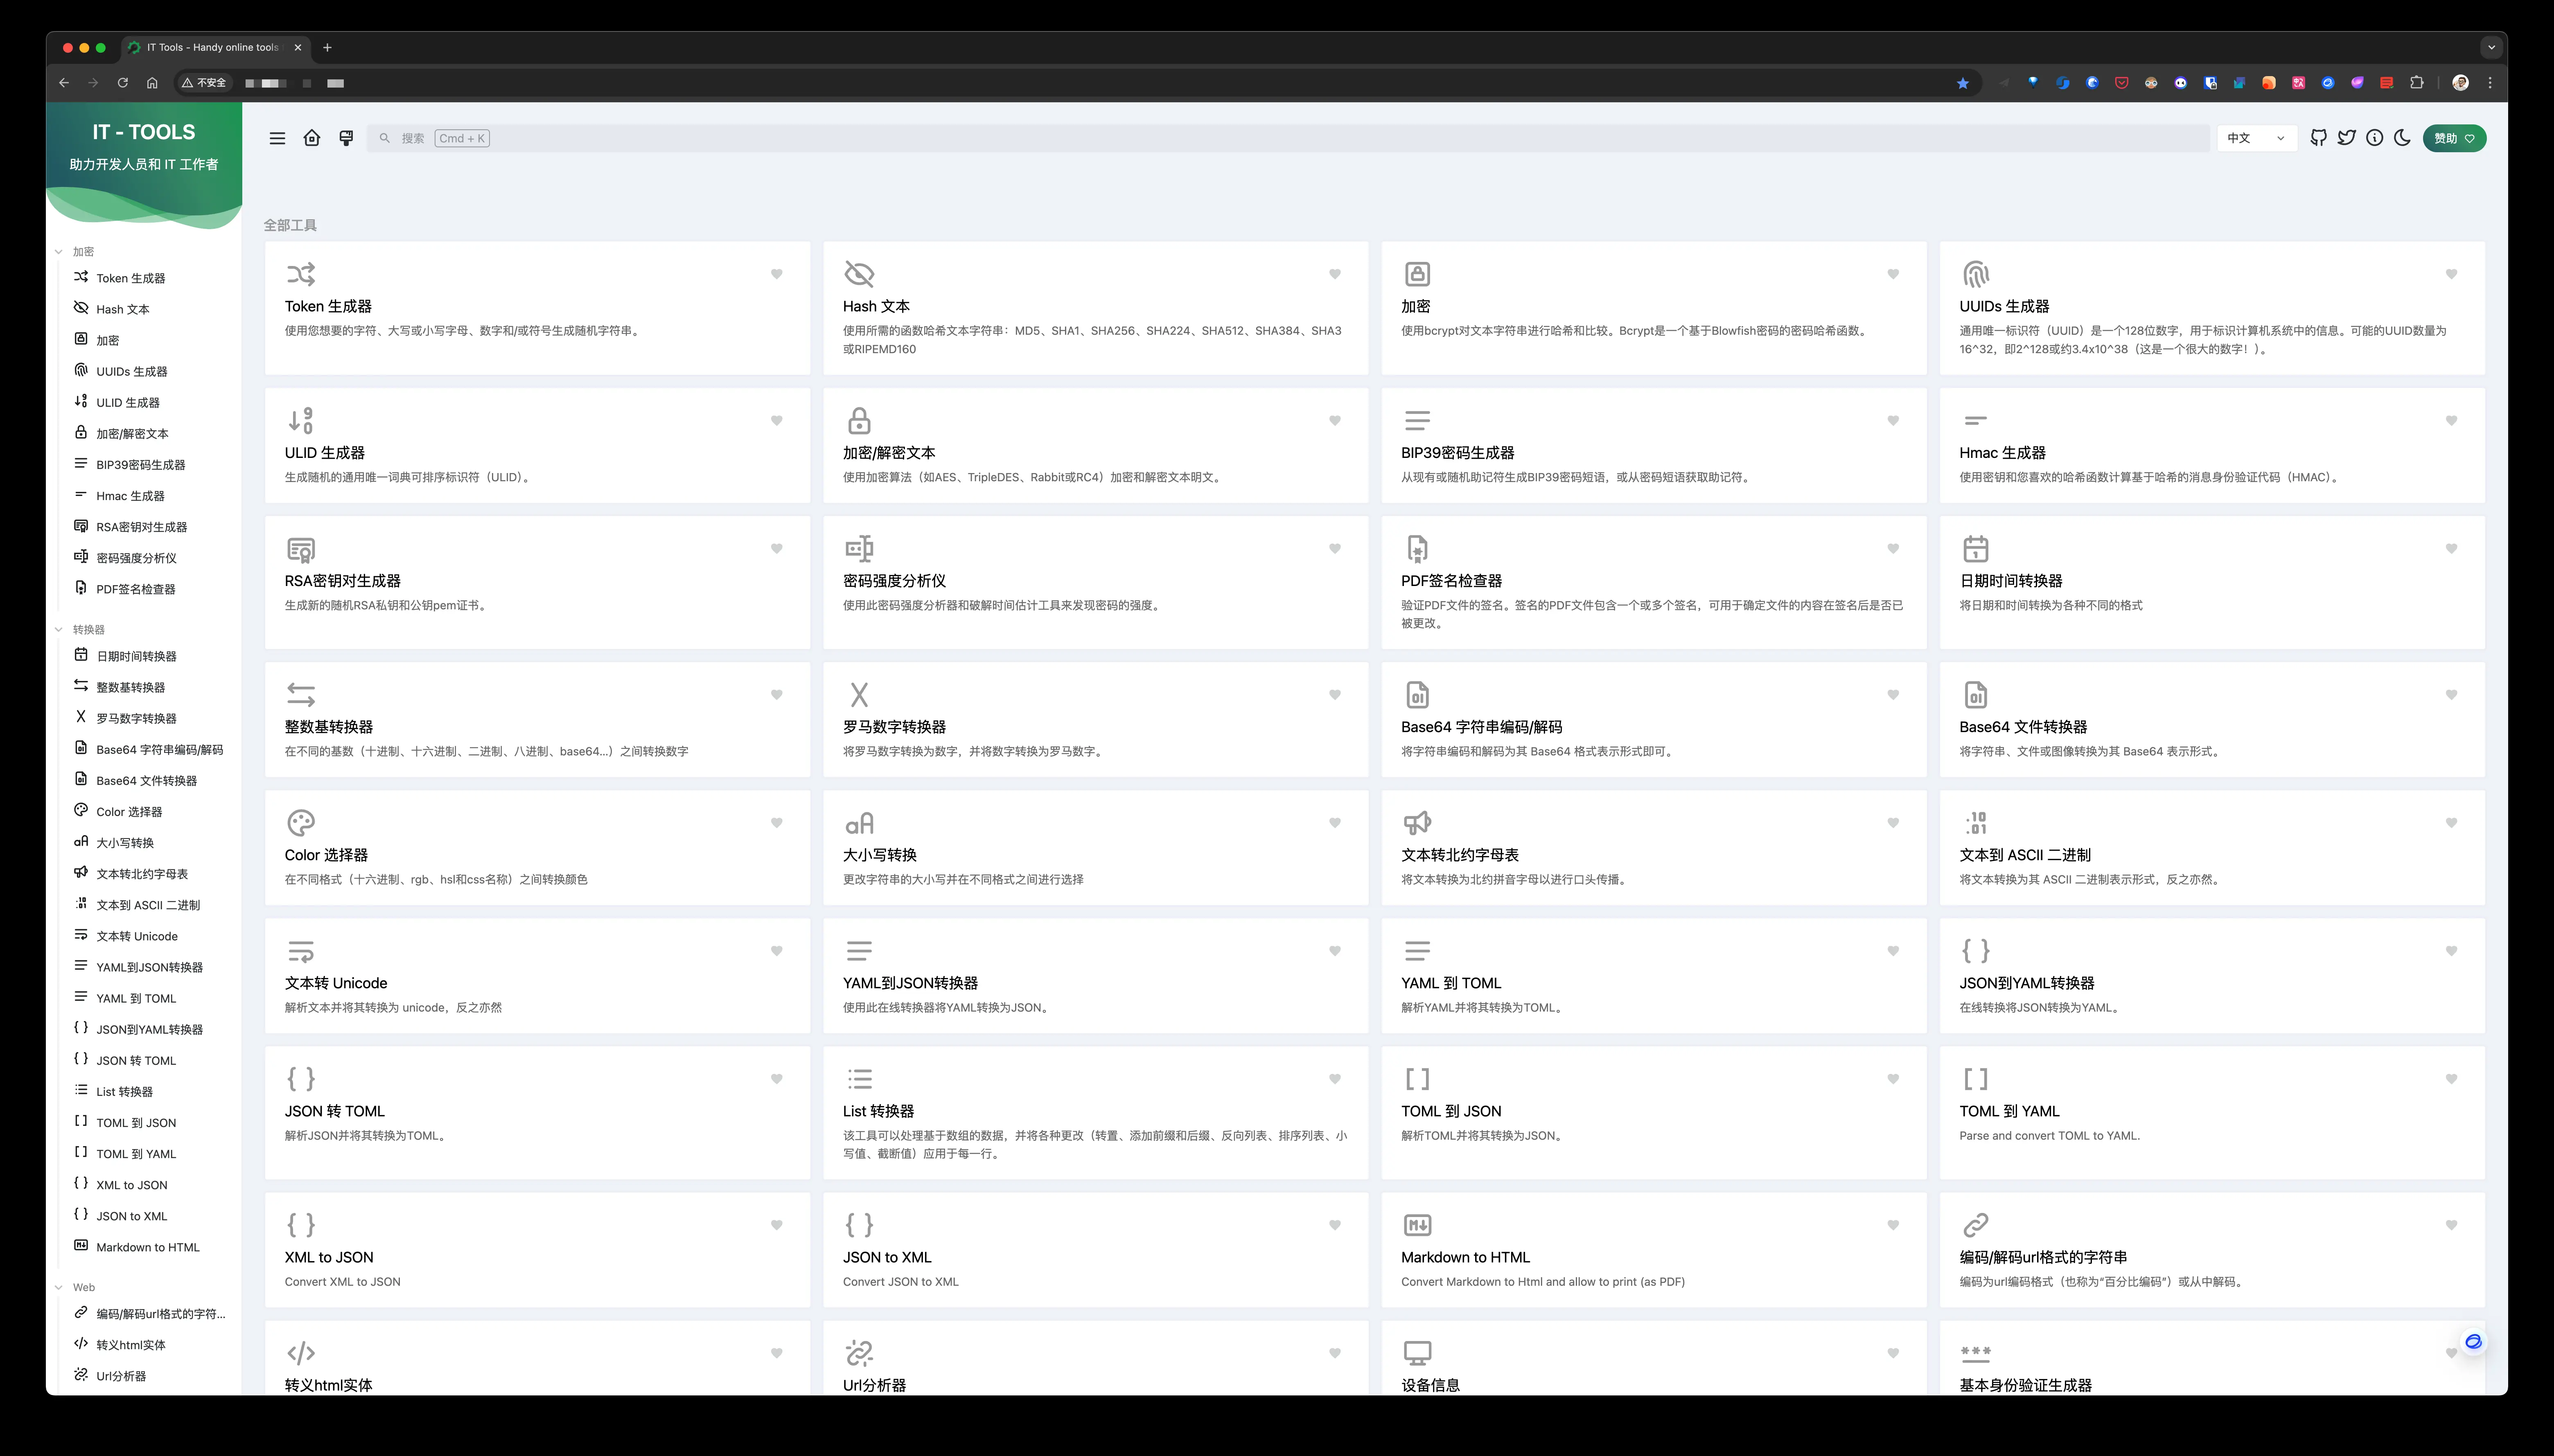 IT Tools - Handy online tools
不安全
IT - TOOLS
助力开发人员和 IT 工作者
搜索 Cmd + K
中文
赞助
加密
Token 生成器
Hash 文本
加密
UUIDs 生成器
ULID 生成器
加密/解密文本
BIP39密码生成器
Hmac 生成器
RSA密钥对生成器
密码强度分析仪
PDF签名检查器
转换器
日期时间转换器
整数基转换器
罗马数字转换器
Base64 字符串编码/解码
Base64 文件转换器
Color 选择器
大小写转换
文本转北约字母表
文本到 ASCII 二进制
文本转 Unicode
YAML到JSON转换器
YAML 到 TOML
JSON到YAML转换器
JSON 转 TOML
List 转换器
TOML 到 JSON
TOML 到 YAML
XML to JSON
JSON to XML
Markdown to HTML
Web
编码/解码url格式的字符...
转义html实体
Url分析器
全部工具
Token 生成器
使用您想要的字符、大写或小写字母、数字和/或符号生成随机字符串。
Hash 文本
使用所需的函数哈希文本字符串：MD5、SHA1、SHA256、SHA224、SHA512、SHA384、SHA3
或RIPEMD160
加密
使用bcrypt对文本字符串进行哈希和比较。Bcrypt是一个基于Blowfish密码的密码哈希函数。
UUIDs 生成器
通用唯一标识符（UUID）是一个128位数字，用于标识计算机系统中的信息。可能的UUID数量为
16^32，即2^128或约3.4x10^38（这是一个很大的数字！）。
ULID 生成器
生成随机的通用唯一词典可排序标识符（ULID）。
加密/解密文本
使用加密算法（如AES、TripleDES、Rabbit或RC4）加密和解密文本明文。
BIP39密码生成器
从现有或随机助记符生成BIP39密码短语，或从密码短语获取助记符。
Hmac 生成器
使用密钥和您喜欢的哈希函数计算基于哈希的消息身份验证代码（HMAC）。
RSA密钥对生成器
生成新的随机RSA私钥和公钥pem证书。
密码强度分析仪
使用此密码强度分析器和破解时间估计工具来发现密码的强度。
PDF签名检查器
验证PDF文件的签名。签名的PDF文件包含一个或多个签名，可用于确定文件的内容在签名后是否已
被更改。
日期时间转换器
将日期和时间转换为各种不同的格式
整数基转换器
在不同的基数（十进制、十六进制、二进制、八进制、base64...）之间转换数字
罗马数字转换器
将罗马数字转换为数字，并将数字转换为罗马数字。
Base64 字符串编码/解码
将字符串编码和解码为其 Base64 格式表示形式即可。
Base64 文件转换器
将字符串、文件或图像转换为其 Base64 表示形式。
Color 选择器
在不同格式（十六进制、rgb、hsl和css名称）之间转换颜色
大小写转换
更改字符串的大小写并在不同格式之间进行选择
文本转北约字母表
将文本转换为北约拼音字母以进行口头传播。
文本到 ASCII 二进制
将文本转换为其 ASCII 二进制表示形式，反之亦然。
文本转 Unicode
解析文本并将其转换为 unicode，反之亦然
YAML到JSON转换器
使用此在线转换器将YAML转换为JSON。
YAML 到 TOML
解析YAML并将其转换为TOML。
JSON到YAML转换器
在线转换将JSON转换为YAML。
JSON 转 TOML
解析JSON并将其转换为TOML。
List 转换器
该工具可以处理基于数组的数据，并将各种更改（转置、添加前缀和后缀、反向列表、排序列表、小
写值、截断值）应用于每一行。
TOML 到 JSON
解析TOML并将其转换为JSON。
TOML 到 YAML
Parse and convert TOML to YAML.
XML to JSON
Convert XML to JSON
JSON to XML
Convert JSON to XML
Markdown to HTML
Convert Markdown to Html and allow to print (as PDF)
编码/解码url格式的字符串
编码为url编码格式（也称为“百分比编码”）或从中解码。
转义html实体
Url分析器
设备信息
基本身份验证生成器